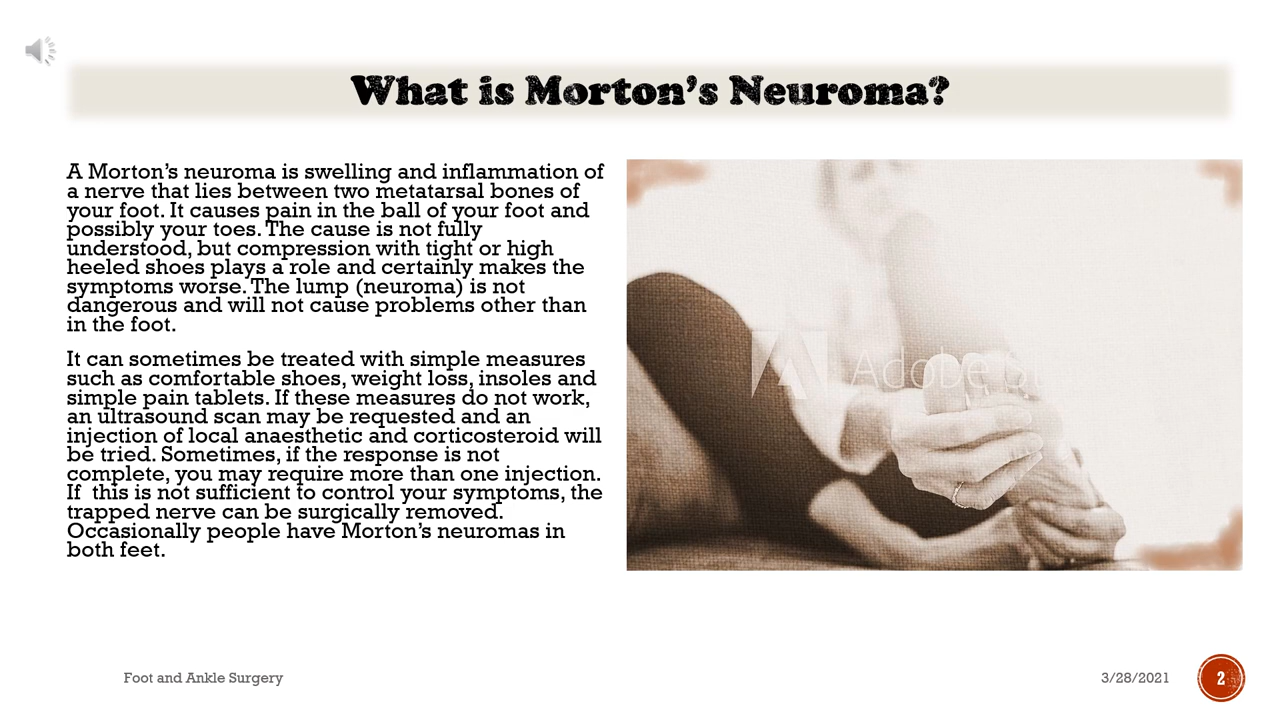 What is Morton's Neuroma?
A Morton's neuroma is swelling and inflammation of
a nerve that lies between two metatarsal bones of
your foot. It causes pain in the ball of your foot and
possibly your toes. The cause is not fully
understood, but compression with tight or high
heeled shoes plays a role and certainly makes the
symptoms worse. The lump (neuroma) is not
dangerous and will not cause problems other than
in the foot.
It can sometimes be treated with simple measures
such as comfortable shoes, weight loss, insoles and
simple pain tablets. If these measures do not work,
an ultrasound scan may be requested and an
injection of local anaesthetic and corticosteroid will
be tried. Sometimes, if the response is not
complete, you may require more than one injection.
If  this is not sufficient to control your symptoms, the
trapped nerve can be surgically removed.
Occasionally people have Morton's neuromas in
both feet.
Adobe
Foot and Ankle Surgery
3/28/2021
2